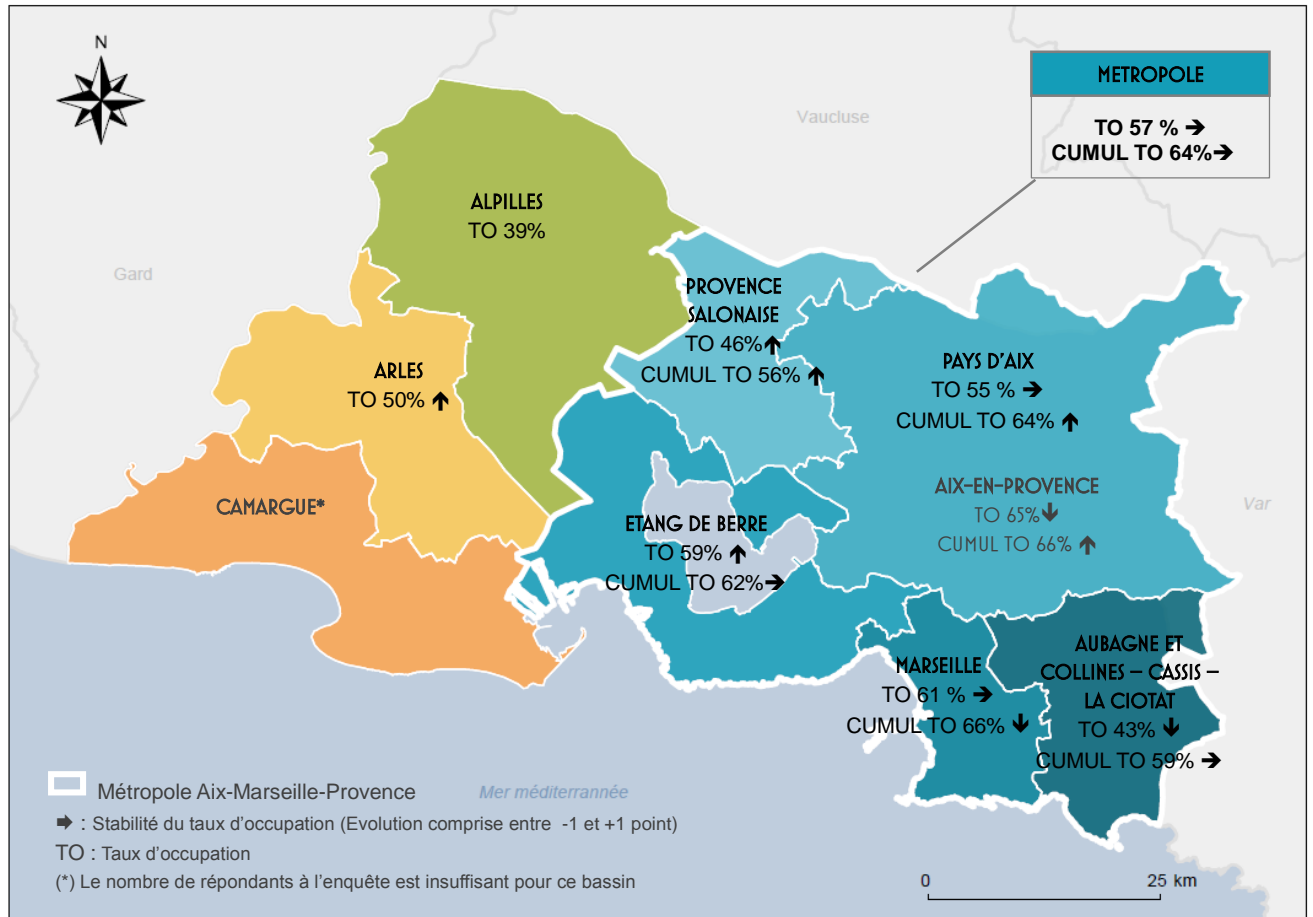 N
METROPOLE
TO 57 % ➔
CUMUL TO 64%➔
Vaucluse
Gard
Var
ALPILLES
TO 39%
PROVENCE
SALONAISE
TO 46%↑
CUMUL TO 56% ↑
ARLES
TO 50% ↑
PAYS D'AIX
TO 55 % ➔
CUMUL TO 64% ↑
AIX-EN-PROVENCE
TO 65%↓
CUMUL TO 66% ↑
CAMARGUE*
ETANG DE BERRE
TO 59% ↑
CUMUL TO 62%➔
MARSEILLE
TO 61 % ➔
CUMUL TO 66% ↓
AUBAGNE ET
COLLINES – CASSIS –
LA CIOTAT
TO 43% ↓
CUMUL TO 59% ➔
Métropole Aix-Marseille-Provence
Mer méditerrannée
➔ : Stabilité du taux d'occupation (Evolution comprise entre -1 et +1 point)
TO : Taux d'occupation
(*) Le nombre de répondants à l'enquête est insuffisant pour ce bassin
0 25 km